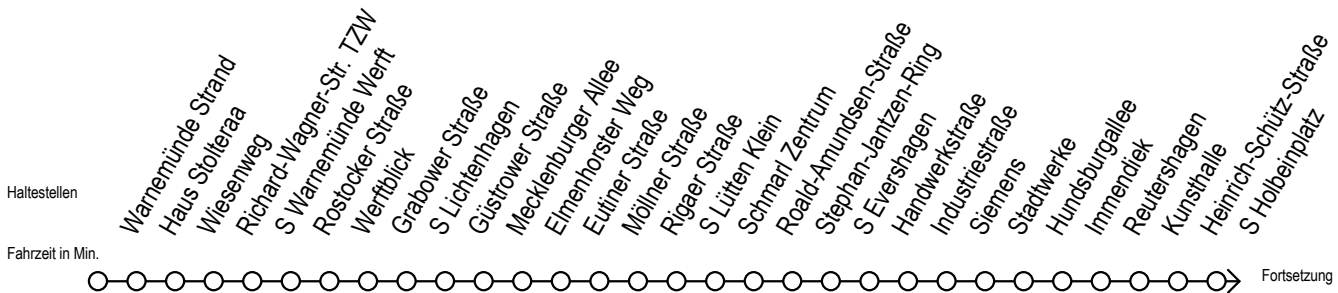 Haltestellen
Warnemünde Strand
Haus Stolteraa
Wiesenweg
Richard-Wagner-Str. TZW
S Warnemünde Werft
Rostocker Straße
Werftblick
Grabower Straße
S Lichtenhagen
Güstrower Straße
Mecklenburger Allee
Elmenhorster Weg
Eutiner Straße
Möllner Straße
Rigaer Straße
S Lütten Klein
Schmarl Zentrum
Roald-Amundsen-Straße
Stephan-Jantzen-Ring
S Evershagen
Handwerkstraße
Industriestraße
Siemens
Stadtwerke
Hundsburgallee
Immendiek
Reutershagen
Kunsthalle
Heinrich-Schütz-Straße
S Holbeinplatz
Fahrzeit in Min.
Fortsetzung